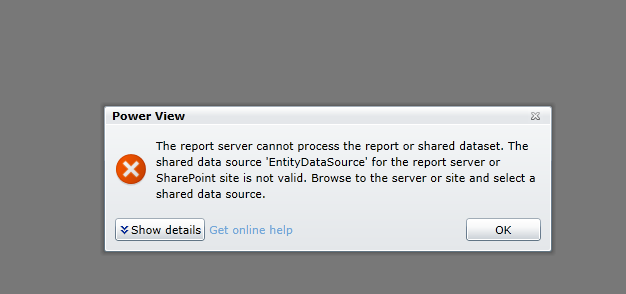 Power View
The report server cannot process the report or shared dataset. The
shared data source 'EntityDataSource' for the report server or
SharePoint site is not valid. Browse to the server or site and select a
shared data source.
Show details Get online help OK